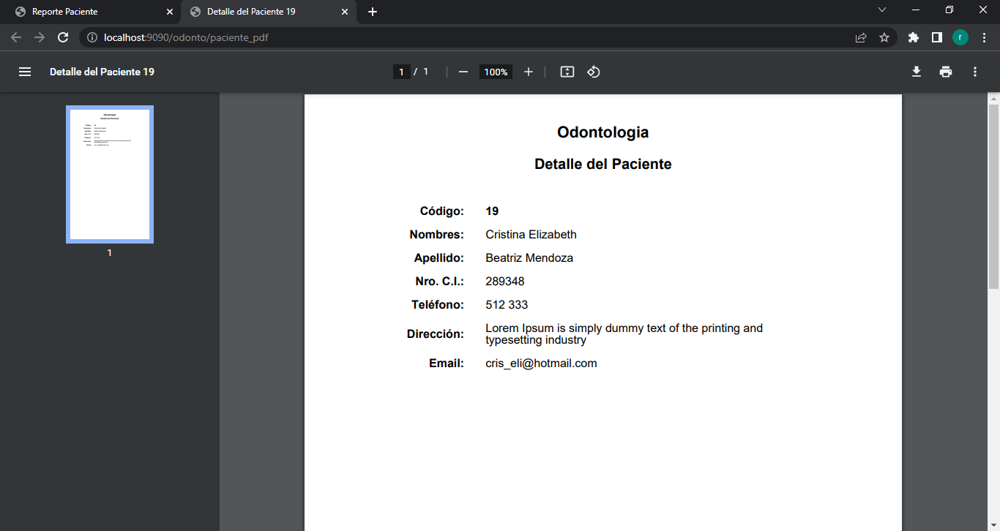 Reporte Paciente
Detalle del Paciente 19
localhost:9090/odonto/paciente_pdf
r
Detalle del Paciente 19
1 / 1
100%
1
Odontologia
Detalle del Paciente
Código: 19
Nombres: Cristina Elizabeth
Apellido: Beatriz Mendoza
Nro. C.I.: 289348
Teléfono: 512 333
Dirección: Lorem Ipsum is simply dummy text of the printing and
typesetting industry
Email: cris_eli@hotmail.com